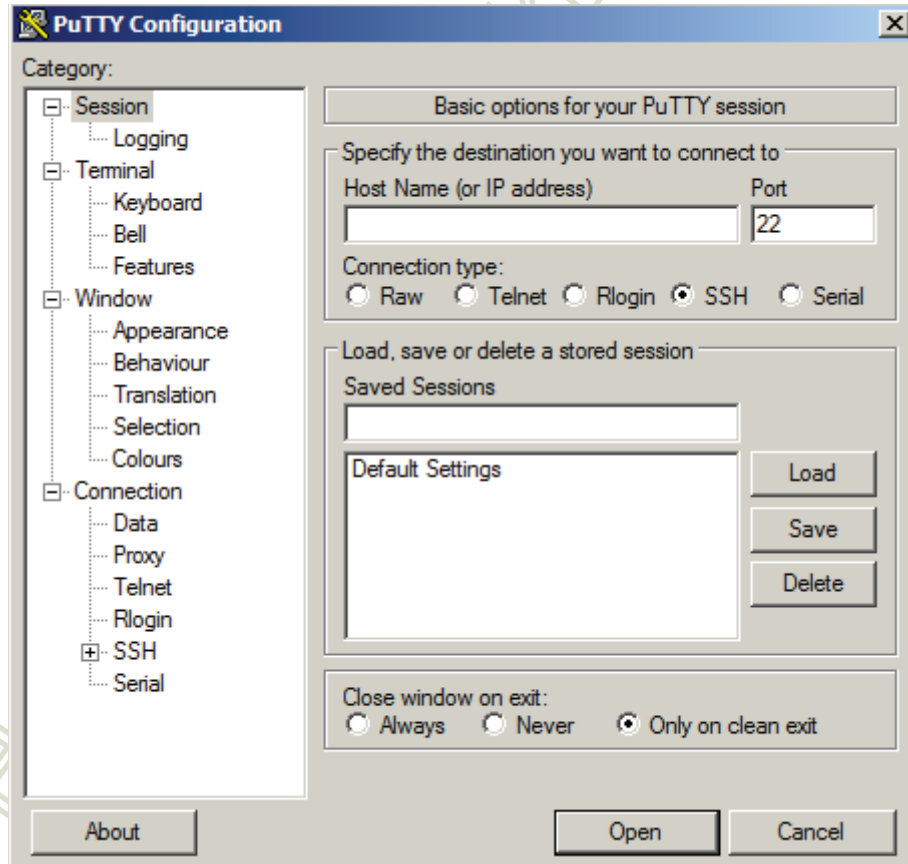 PuTTY Configuration
Category:
Session
Logging
Terminal
Keyboard
Bell
Features
Window
Appearance
Behaviour
Translation
Selection
Colours
Connection
Data
Proxy
Telnet
Rlogin
SSH
Serial
Basic options for your PuTTY session
Specify the destination you want to connect to
Host Name (or IP address) Port
22
Connection type:
Raw Telnet Rlogin SSH Serial
Load, save or delete a stored session
Saved Sessions
Default Settings
Load
Save
Delete
Close window on exit:
Always Never Only on clean exit
About Open Cancel